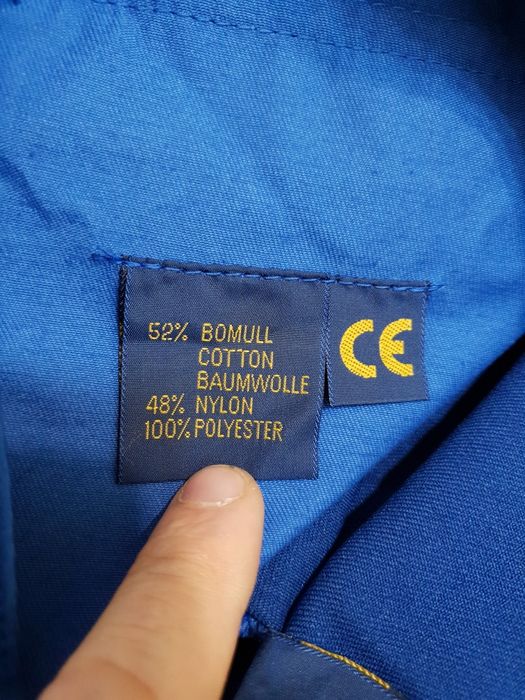 52% BOMULL
COTTON
BAUMWOLLE
48% NYLON
100% POLYESTER
CE